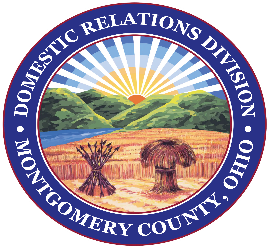 DOMESTIC RELATIONS DIVISION
• MONTGOMERY COUNTY, OHIO •